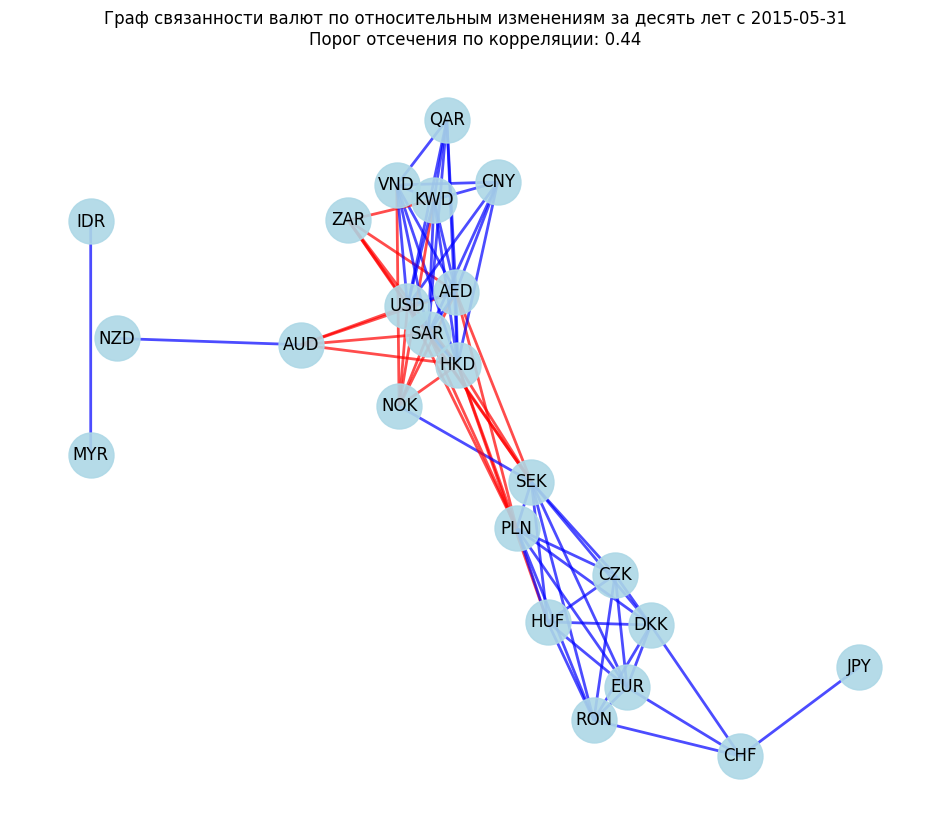 Граф связанности валют по относительным изменениям за десять лет с 2015-05-31
Порог отсечения по корреляции: 0.44
QAR
VND
CNY
KWD
ZAR
IDR
AED
USD
SAR
NZD
AUD
HKD
NOK
MYR
SEK
PLN
CZK
HUF
DKK
JPY
EUR
RON
CHF